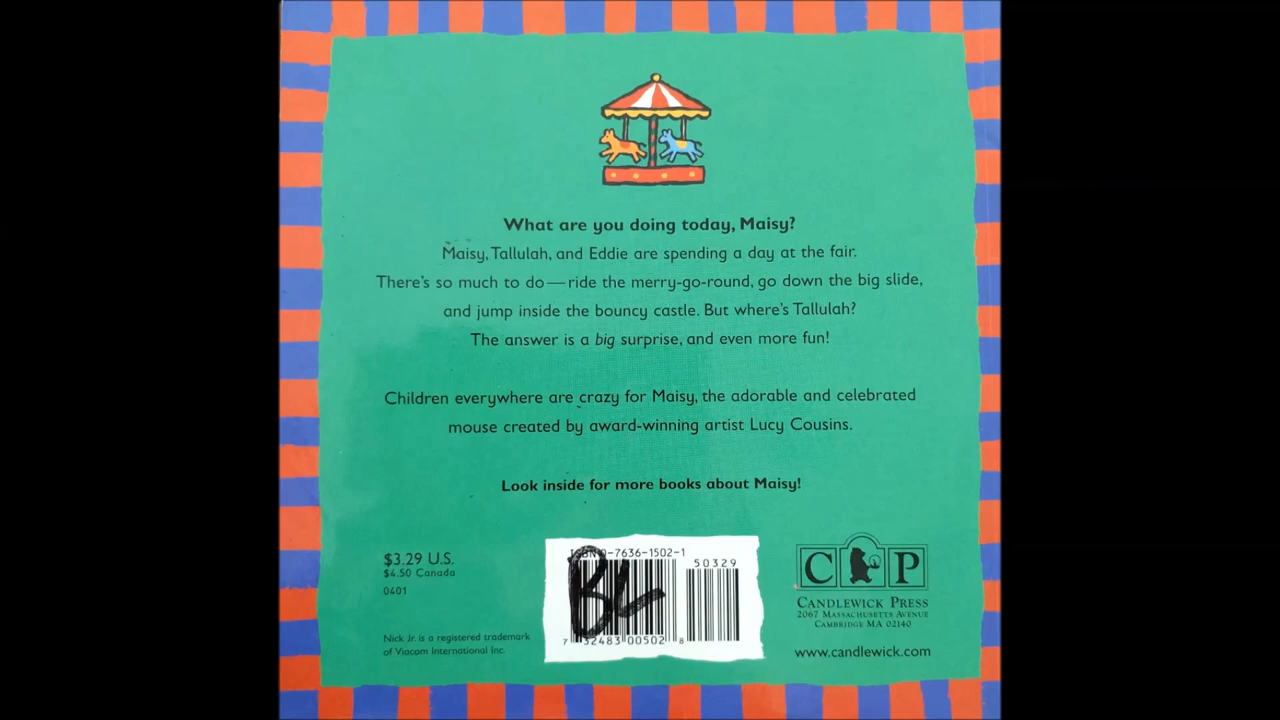 What are you doing today, Maisy?
Maisy, Tallulah, and Eddie are spending a day at the fair.
There's so much to do—ride the merry-go-round, go down the big slide,
and jump inside the bouncy castle. But where's Tallulah?
The answer is a big surprise, and even more fun!
Children everywhere are crazy for Maisy, the adorable and celebrated
mouse created by award-winning artist Lucy Cousins.
Look inside for more books about Maisy!
$3.29 U.S.
$4.50 Canada
0401
Nick Jr. is a registered trademark
of Viacom International Inc.
ISBN 0-7636-1502-1
50329
BL
7 32483 00502 8
C P
CANDLEWICK PRESS
2067 MASSACHUSETTS AVENUE
CAMBRIDGE MA 02140
www.candlewick.com